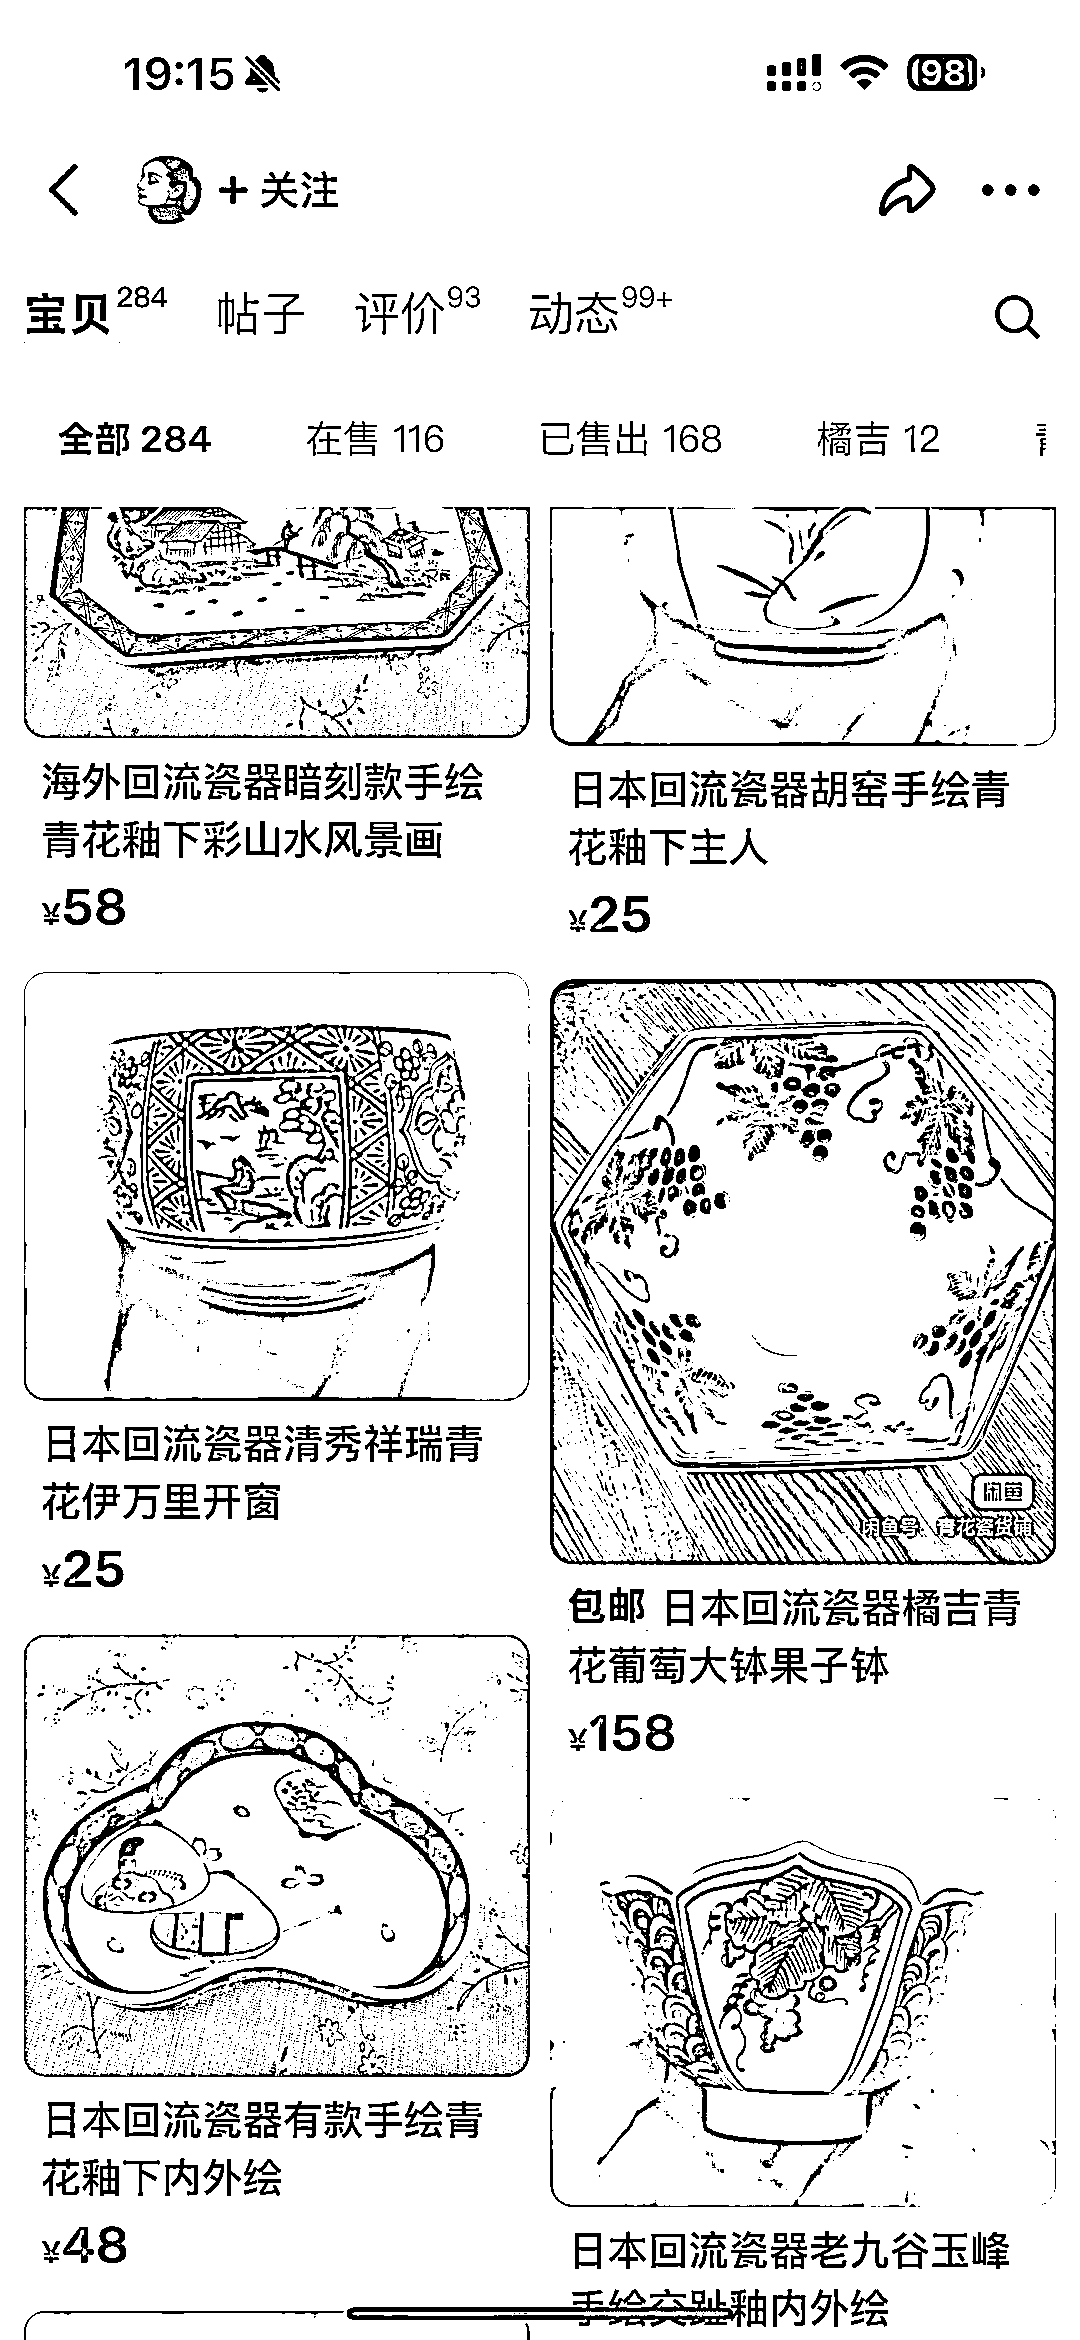 19:15
98
+ 关注
宝贝 284 帖子 评价 93 动态 99+
全部 284 在售 116 已售出 168 橘吉 12
海外回流瓷器暗刻款手绘
青花釉下彩山水风景画
¥58
日本回流瓷器胡窑手绘青
花釉下主人
¥25
日本回流瓷器清秀祥瑞青
花伊万里开窗
¥25
闲鱼
闲鱼号：青花瓷货铺
包邮 日本回流瓷器橘吉青
花葡萄大钵果子钵
¥158
日本回流瓷器有款手绘青
花釉下内外绘
¥48
日本回流瓷器老九谷玉峰
手绘交趾釉内外绘